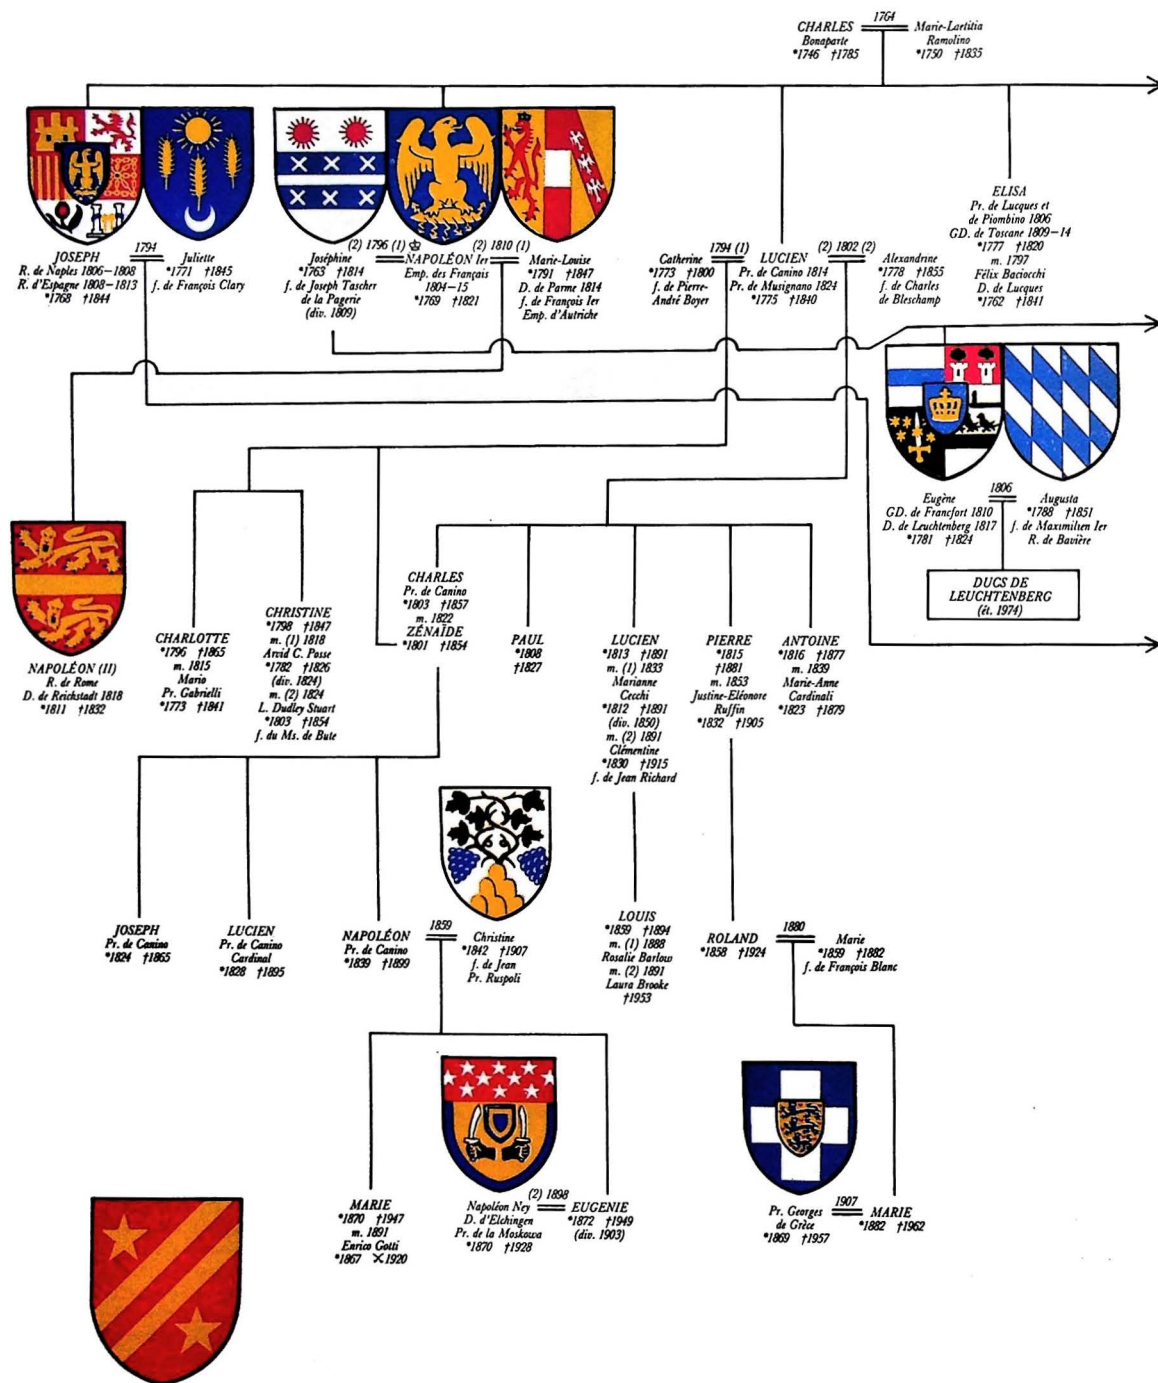 1764
CHARLES
Bonaparte
*1746 †1785
Marie-Laetitia
Ramolino
*1750 †1835
1794
JOSEPH
R. de Naples 1806-1808
R. d'Espagne 1808-1813
*1768 †1844
Juliette
*1771 †1845
f. de François Clary
(2) 1796 (1)
Joséphine
*1763 †1814
f. de Joseph Tascher
de la Pagerie
(div. 1809)
NAPOLÉON Ier
Emp. des Français
1804-15
*1769 †1821
(2) 1810 (1)
Marie-Louise
*1791 †1847
D. de Parme 1814
f. de François Ier
Emp. d'Autriche
1794 (1)
Catherine
*1773 †1800
f. de Pierre-
André Boyer
LUCIEN
Pr. de Canino 1814
Pr. de Musignano 1824
*1775 †1840
(2) 1802 (2)
Alexandrine
*1778 †1855
f. de Charles
de Bleschamp
ELISA
Pr. de Lucques et
de Piombino 1806
GD. de Toscane 1809-14
*1777 †1820
m. 1797
Félix Baciocchi
D. de Lucques
*1762 †1841
1806
Eugène
GD. de Francfort 1810
D. de Leuchtenberg 1817
*1781 †1824
Augusta
*1788 †1851
f. de Maximilien Ier
R. de Bavière
DUCS DE
LEUCHTENBERG
(ét. 1974)
NAPOLÉON (II)
R. de Rome
D. de Reichstadt 1818
*1811 †1832
CHARLOTTE
*1796 †1865
m. 1815
Mario
Pr. Gabrielli
*1773 †1841
CHRISTINE
*1798 †1847
m. (1) 1818
Arvid C. Posse
*1782 †1826
(div. 1824)
m. (2) 1824
L. Dudley Stuart
*1803 †1854
f. du Ms. de Bute
CHARLES
Pr. de Canino
*1803 †1857
m. 1822
ZÉNAÏDE
*1801 †1854
PAUL
*1808
†1827
LUCIEN
*1813 †1891
m. (1) 1833
Marianne
Cecchi
*1812 †1891
(div. 1850)
m. (2) 1891
Clémentine
*1830 †1915
f. de Jean Richard
PIERRE
*1815
†1881
m. 1853
Justine-Eléonore
Ruffin
*1832 †1905
ANTOINE
*1816 †1877
m. 1839
Marie-Anne
Cardinali
*1823 †1879
JOSEPH
Pr. de Canino
*1824 †1865
LUCIEN
Pr. de Canino
Cardinal
*1828 †1895
1859
NAPOLÉON
Pr. de Canino
*1839 †1899
Christine
*1842 †1907
f. de Jean
Pr. Ruspoli
LOUIS
*1859 †1894
m. (1) 1888
Rosalie Barlow
m. (2) 1891
Laura Brooke
†1953
1880
ROLAND
*1858 †1924
Marie
*1859 †1882
f. de François Blanc
MARIE
*1870 †1947
m. 1891
Enrico Gotti
*1867 ⚔1920
(2) 1898
Napoléon Ney
D. d'Elchingen
Pr. de la Moskowa
*1870 †1928
EUGENIE
*1872 †1949
(div. 1903)
1907
Pr. Georges
de Grèce
*1869 †1957
MARIE
*1882 †1962